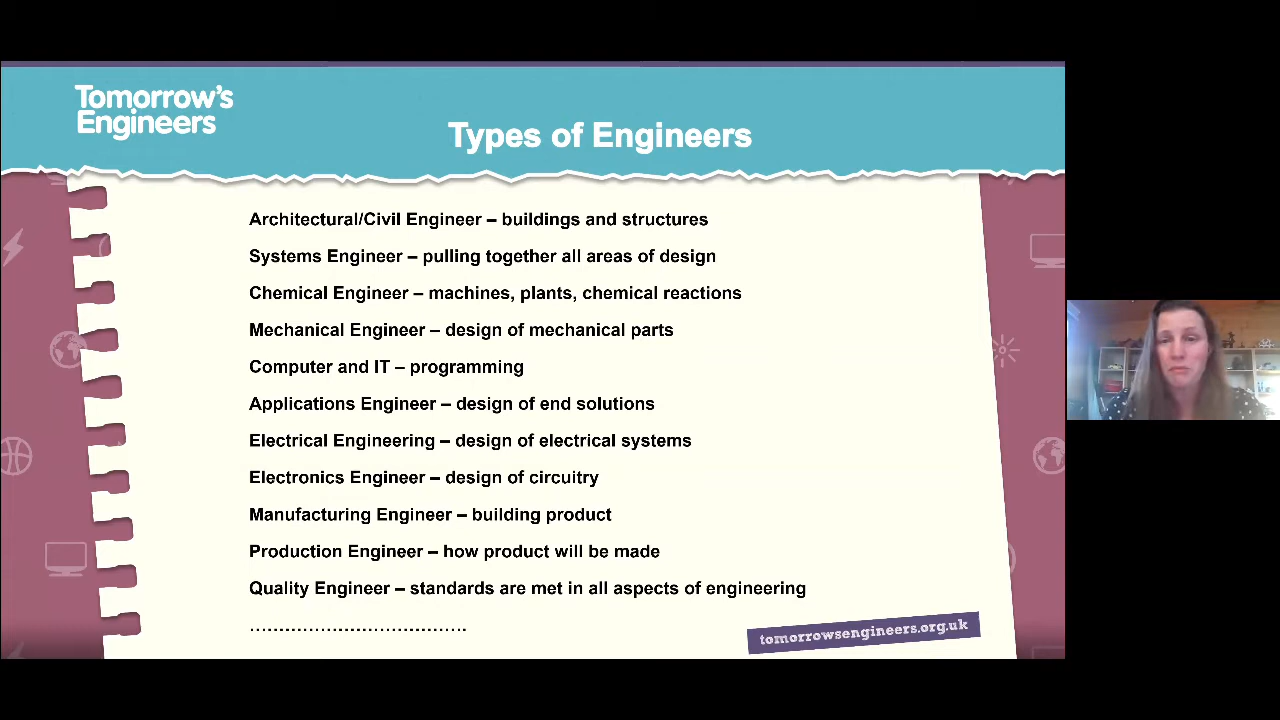 Tomorrow's
Engineers
Types of Engineers
Architectural/Civil Engineer – buildings and structures
Systems Engineer – pulling together all areas of design
Chemical Engineer – machines, plants, chemical reactions
Mechanical Engineer – design of mechanical parts
Computer and IT – programming
Applications Engineer – design of end solutions
Electrical Engineering – design of electrical systems
Electronics Engineer – design of circuitry
Manufacturing Engineer – building product
Production Engineer – how product will be made
Quality Engineer – standards are met in all aspects of engineering
……………………………….
tomorrowsengineers.org.uk